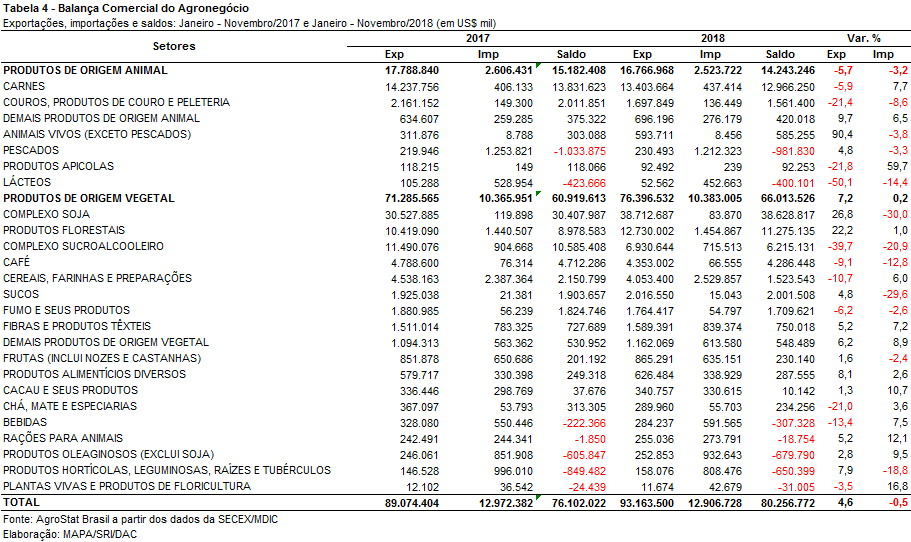 Tabela 4 - Balança Comercial do Agronegócio
Exportações, importações e saldos: Janeiro - Novembro/2017 e Janeiro - Novembro/2018 (em US$ mil)
Setores 2017 2018 Var. %
Exp Imp Saldo Exp Imp Saldo Exp Imp
PRODUTOS DE ORIGEM ANIMAL 17.788.840 2.606.431 15.182.408 16.766.968 2.523.722 14.243.246 -5,7 -3,2
CARNES 14.237.756 406.133 13.831.623 13.403.664 437.414 12.966.250 -5,9 7,7
COUROS, PRODUTOS DE COURO E PELETERIA 2.161.152 149.300 2.011.851 1.697.849 136.449 1.561.400 -21,4 -8,6
DEMAIS PRODUTOS DE ORIGEM ANIMAL 634.607 259.285 375.322 696.196 276.179 420.018 9,7 6,5
ANIMAIS VIVOS (EXCETO PESCADOS) 311.876 8.788 303.088 593.711 8.456 585.255 90,4 -3,8
PESCADOS 219.946 1.253.821 -1.033.875 230.493 1.212.323 -981.830 4,8 -3,3
PRODUTOS APICOLAS 118.215 149 118.066 92.492 239 92.253 -21,8 59,7
LÁCTEOS 105.288 528.954 -423.666 52.562 452.663 -400.101 -50,1 -14,4
PRODUTOS DE ORIGEM VEGETAL 71.285.565 10.365.951 60.919.613 76.396.532 10.383.005 66.013.526 7,2 0,2
COMPLEXO SOJA 30.527.885 119.898 30.407.987 38.712.687 83.870 38.628.817 26,8 -30,0
PRODUTOS FLORESTAIS 10.419.090 1.440.507 8.978.583 12.730.002 1.454.867 11.275.135 22,2 1,0
COMPLEXO SUCROALCOOLEIRO 11.490.076 904.668 10.585.408 6.930.644 715.513 6.215.131 -39,7 -20,9
CAFÉ 4.788.600 76.314 4.712.286 4.353.002 66.555 4.286.448 -9,1 -12,8
CEREAIS, FARINHAS E PREPARAÇÕES 4.538.163 2.387.364 2.150.799 4.053.400 2.529.857 1.523.543 -10,7 6,0
SUCOS 1.925.038 21.381 1.903.657 2.016.550 15.043 2.001.508 4,8 -29,6
FUMO E SEUS PRODUTOS 1.880.985 56.239 1.824.746 1.764.417 54.797 1.709.621 -6,2 -2,6
FIBRAS E PRODUTOS TÊXTEIS 1.511.014 783.325 727.689 1.589.391 839.374 750.018 5,2 7,2
DEMAIS PRODUTOS DE ORIGEM VEGETAL 1.094.313 563.362 530.952 1.162.069 613.580 548.489 6,2 8,9
FRUTAS (INCLUI NOZES E CASTANHAS) 851.878 650.686 201.192 865.291 635.151 230.140 1,6 -2,4
PRODUTOS ALIMENTÍCIOS DIVERSOS 579.717 330.398 249.318 626.484 338.929 287.555 8,1 2,6
CACAU E SEUS PRODUTOS 336.446 298.769 37.676 340.757 330.615 10.142 1,3 10,7
CHÁ, MATE E ESPECIARIAS 367.097 53.793 313.305 289.960 55.703 234.256 -21,0 3,6
BEBIDAS 328.080 550.446 -222.366 284.237 591.565 -307.328 -13,4 7,5
RAÇÕES PARA ANIMAIS 242.491 244.341 -1.850 255.036 273.791 -18.754 5,2 12,1
PRODUTOS OLEAGINOSOS (EXCLUI SOJA) 246.061 851.908 -605.847 252.853 932.643 -679.790 2,8 9,5
PRODUTOS HORTÍCOLAS, LEGUMINOSAS, RAÍZES E TUBÉRCULOS 146.528 996.010 -849.482 158.076 808.476 -650.399 7,9 -18,8
PLANTAS VIVAS E PRODUTOS DE FLORICULTURA 12.102 36.542 -24.439 11.674 42.679 -31.005 -3,5 16,8
TOTAL 89.074.404 12.972.382 76.102.022 93.163.500 12.906.728 80.256.772 4,6 -0,5
Fonte: AgroStat Brasil a partir dos dados da SECEX/MDIC
Elaboração: MAPA/SRI/DAC